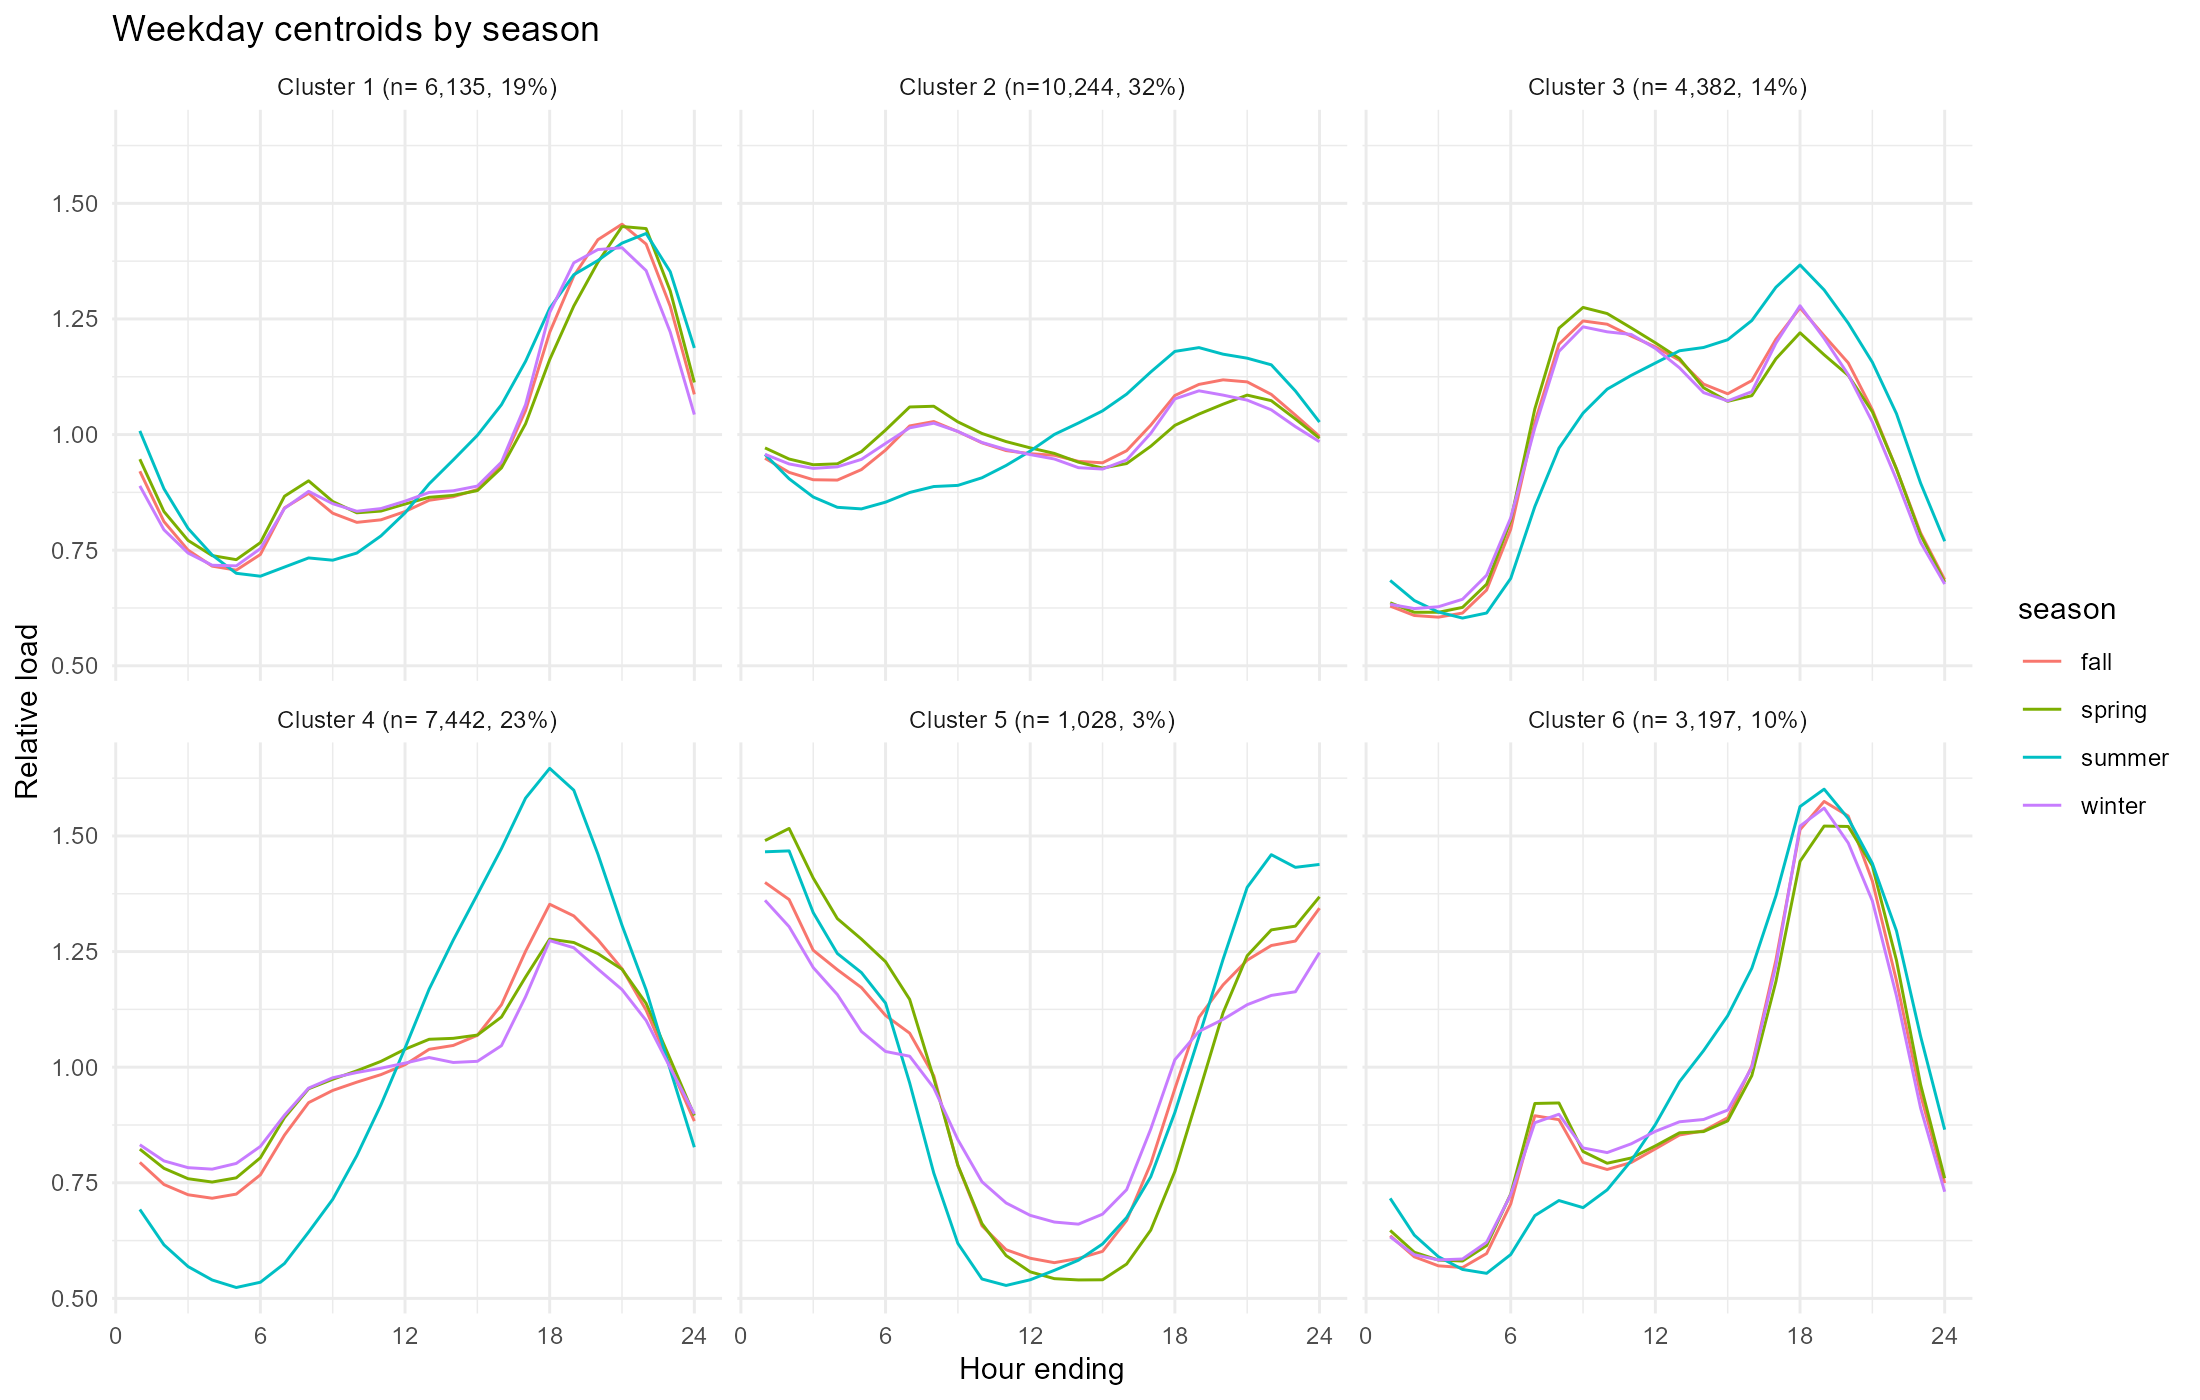 Weekday centroids by season
Cluster 1 (n= 6,135, 19%)
Cluster 2 (n=10,244, 32%)
Cluster 3 (n= 4,382, 14%)
1.50
1.25
1.00
0.75
0.50
Cluster 4 (n= 7,442, 23%)
Cluster 5 (n= 1,028, 3%)
Cluster 6 (n= 3,197, 10%)
1.50
1.25
1.00
0.75
0.50
0 6 12 18 24
0 6 12 18 24
0 6 12 18 24
Relative load
Hour ending
season
fall
spring
summer
winter